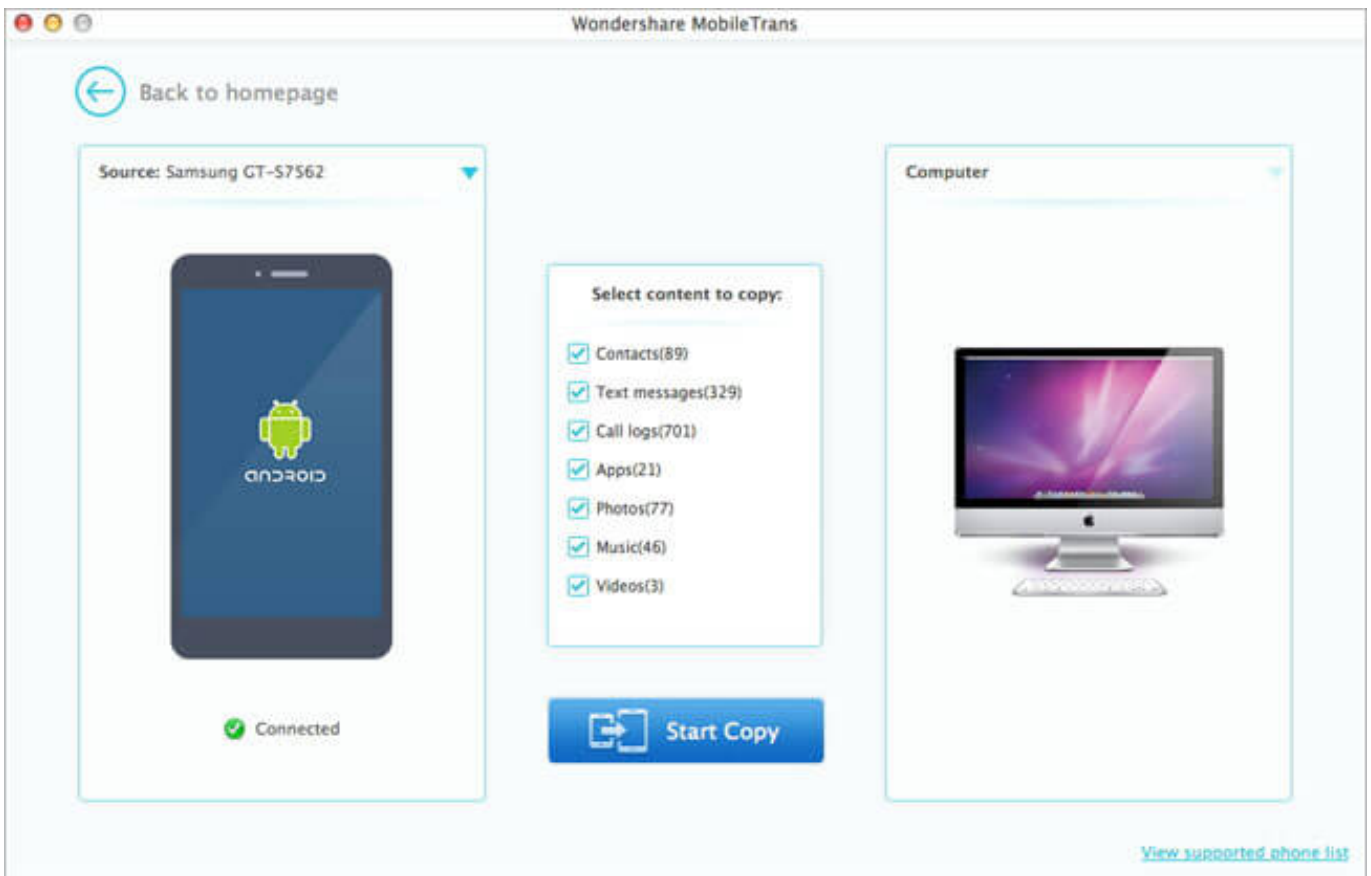 Wondershare MobileTrans
Back to homepage
Source: Samsung GT-S7562
Computer
Select content to copy:
Contacts(89)
Text messages(329)
Call logs(701)
Apps(21)
Photos(77)
Music(46)
Videos(3)
ANDROID
Connected
Start Copy
View supported phone list